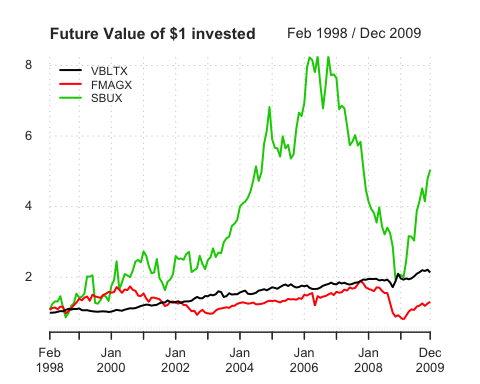 Future Value of $1 invested
Feb 1998 / Dec 2009
VBLTX
FMAGX
SBUX
8
6
4
2
Feb 1998
Jan 2000
Jan 2002
Jan 2004
Jan 2006
Jan 2008
Dec 2009